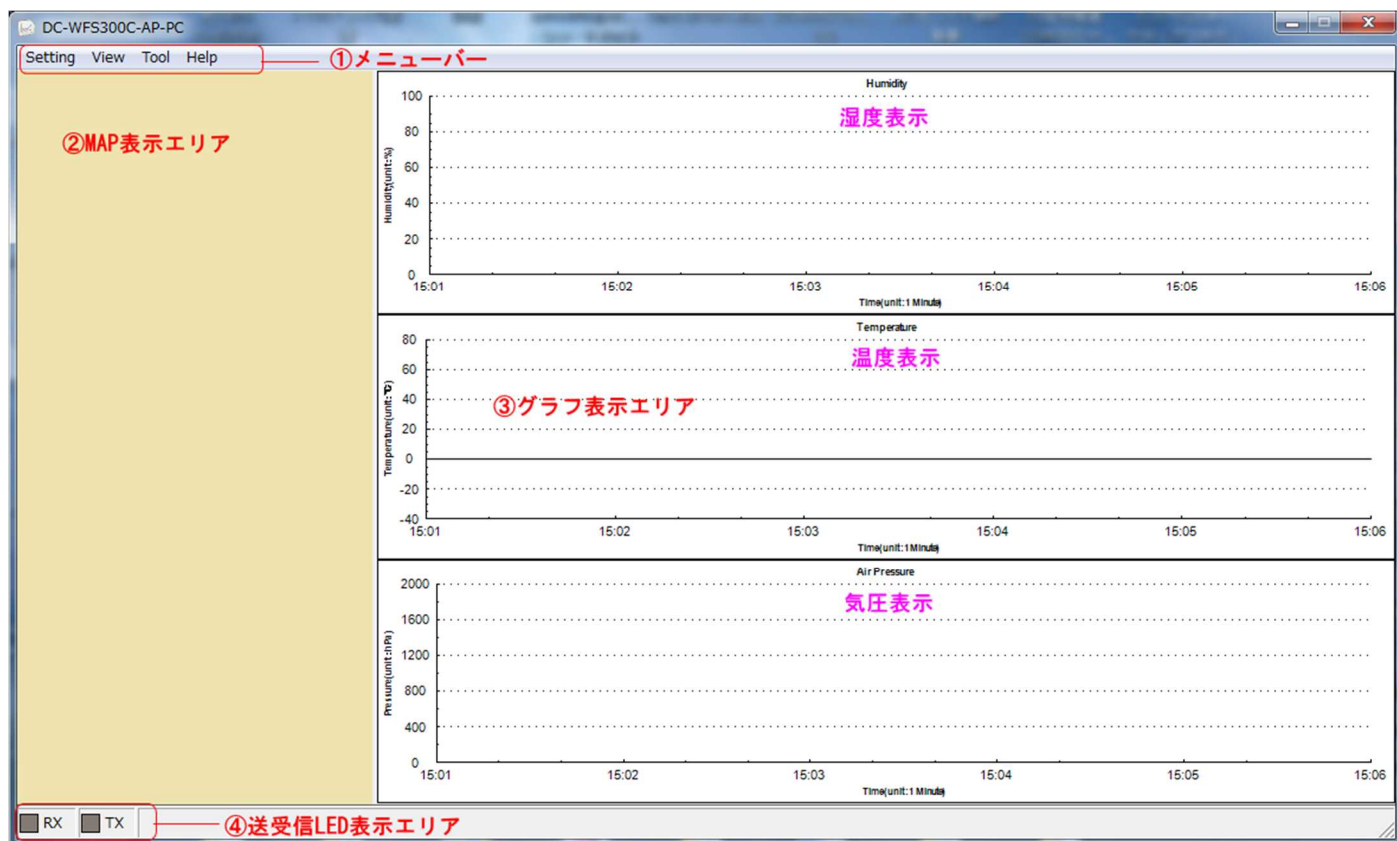 DC-WFS300C-AP-PC
Setting View Tool Help
①メニューバー
②MAP表示エリア
Humidity
湿度表示
Humidity(unit:%)
100
80
60
40
20
0
15:01 15:02 15:03 15:04 15:05 15:06
Time(unit:1 Minute)
Temperature
温度表示
③グラフ表示エリア
Temperature(unit:℃)
80
60
40
20
0
-20
-40
15:01 15:02 15:03 15:04 15:05 15:06
Time(unit:1 Minute)
Air Pressure
気圧表示
Pressure(unit:hPa)
2000
1600
1200
800
400
0
15:01 15:02 15:03 15:04 15:05 15:06
Time(unit:1 Minute)
RX TX
④送受信LED表示エリア